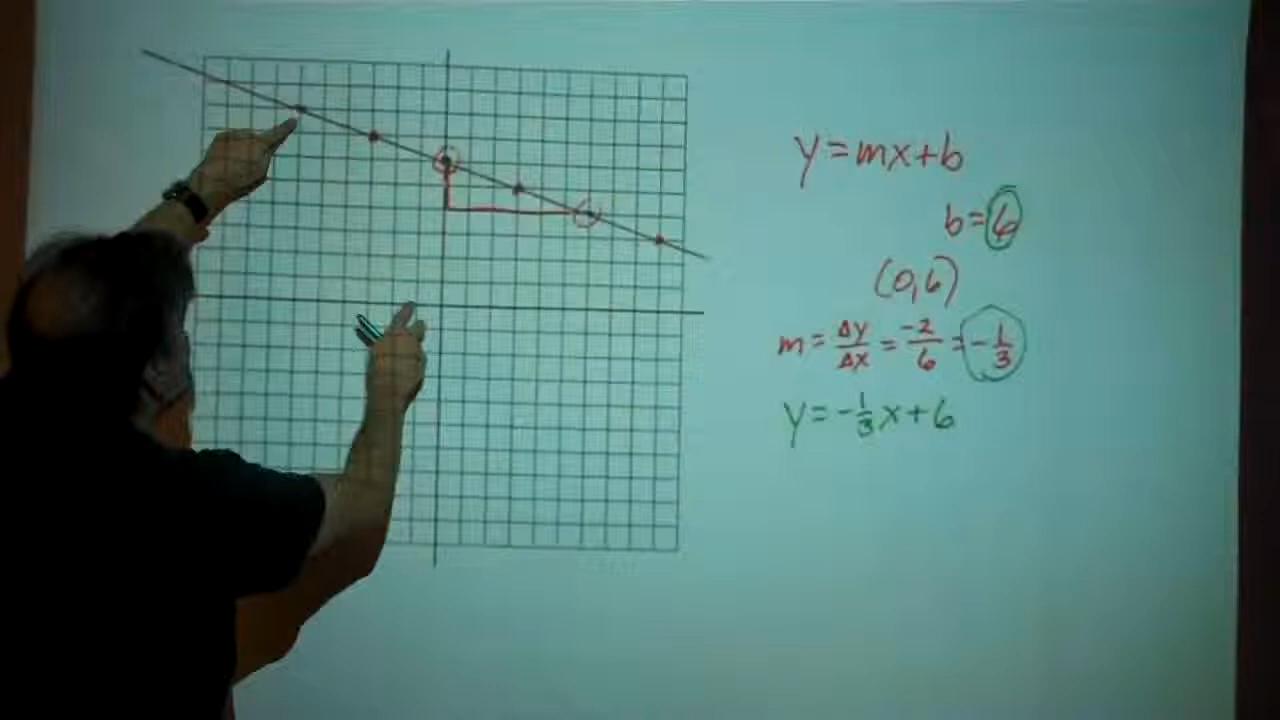 y=mx+b
b=6
(0,6)
m = Δy/Δx = -2/6 = -1/3
y=-1/3x+6